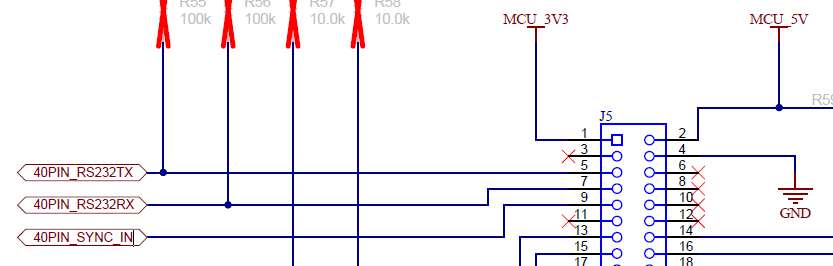 R55 R56 R57 R58
100k 100k 10.0k 10.0k
MCU_3V3 MCU_5V
R59
J5
1 2
3 4
40PIN_RS232TX 5 6
7 8
40PIN_RS232RX 9 10
11 12
GND
40PIN_SYNC_IN 13 14
15 16
17 18